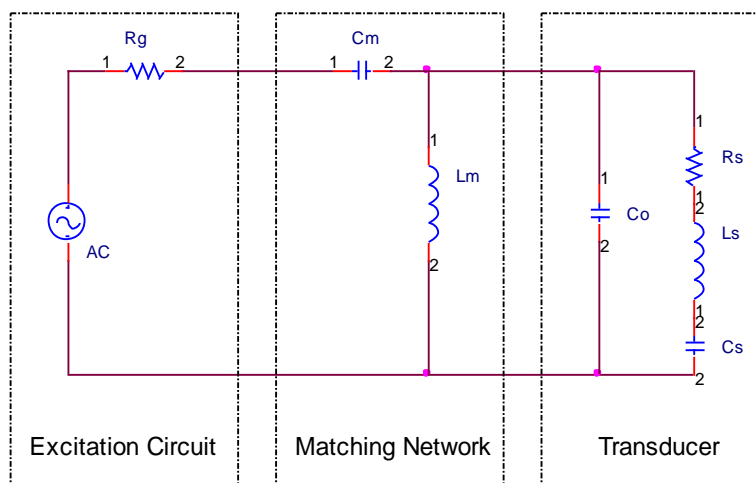 Rg
1 2
Cm
1 2
AC
1
Lm
2
1
Co
2
1
Rs
1
2
Ls
1
2
Cs
2
Excitation Circuit
Matching Network
Transducer